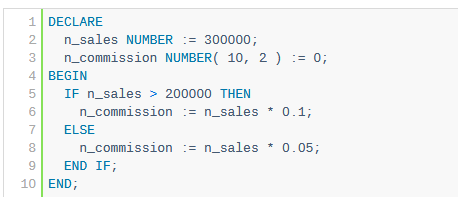 1 DECLARE
2   n_sales NUMBER := 300000;
3   n_commission NUMBER( 10, 2 ) := 0;
4 BEGIN
5   IF n_sales > 200000 THEN
6     n_commission := n_sales * 0.1;
7   ELSE
8     n_commission := n_sales * 0.05;
9   END IF;
10 END;